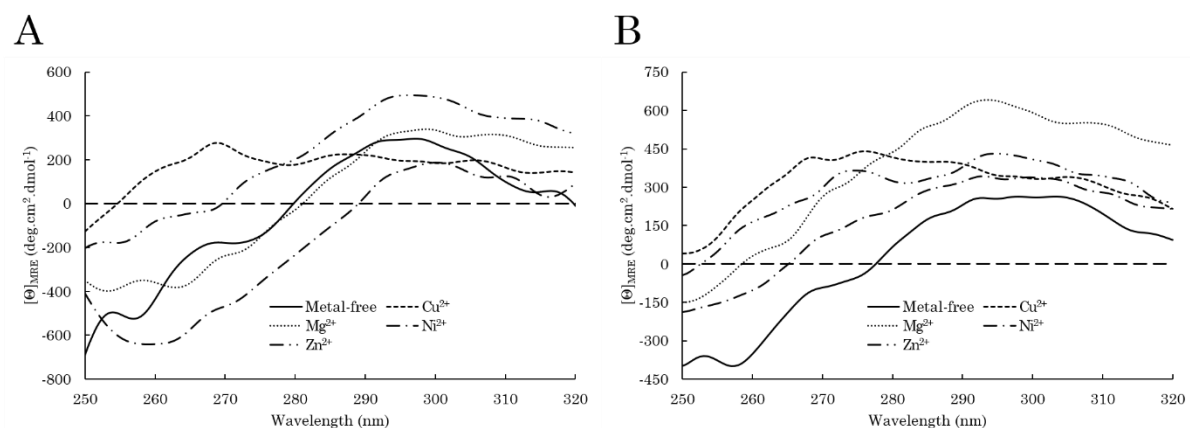 A
[Θ]MRE (deg.cm².dmol⁻¹)
600
400
200
0
-200
-400
-600
-800
250 260 270 280 290 300 310 320
Wavelength (nm)
Metal-free
Cu²⁺
Mg²⁺
Ni²⁺
Zn²⁺
B
[Θ]MRE (deg.cm².dmol⁻¹)
750
600
450
300
150
0
-150
-300
-450
250 260 270 280 290 300 310 320
Wavelength (nm)
Metal-free
Cu²⁺
Mg²⁺
Ni²⁺
Zn²⁺